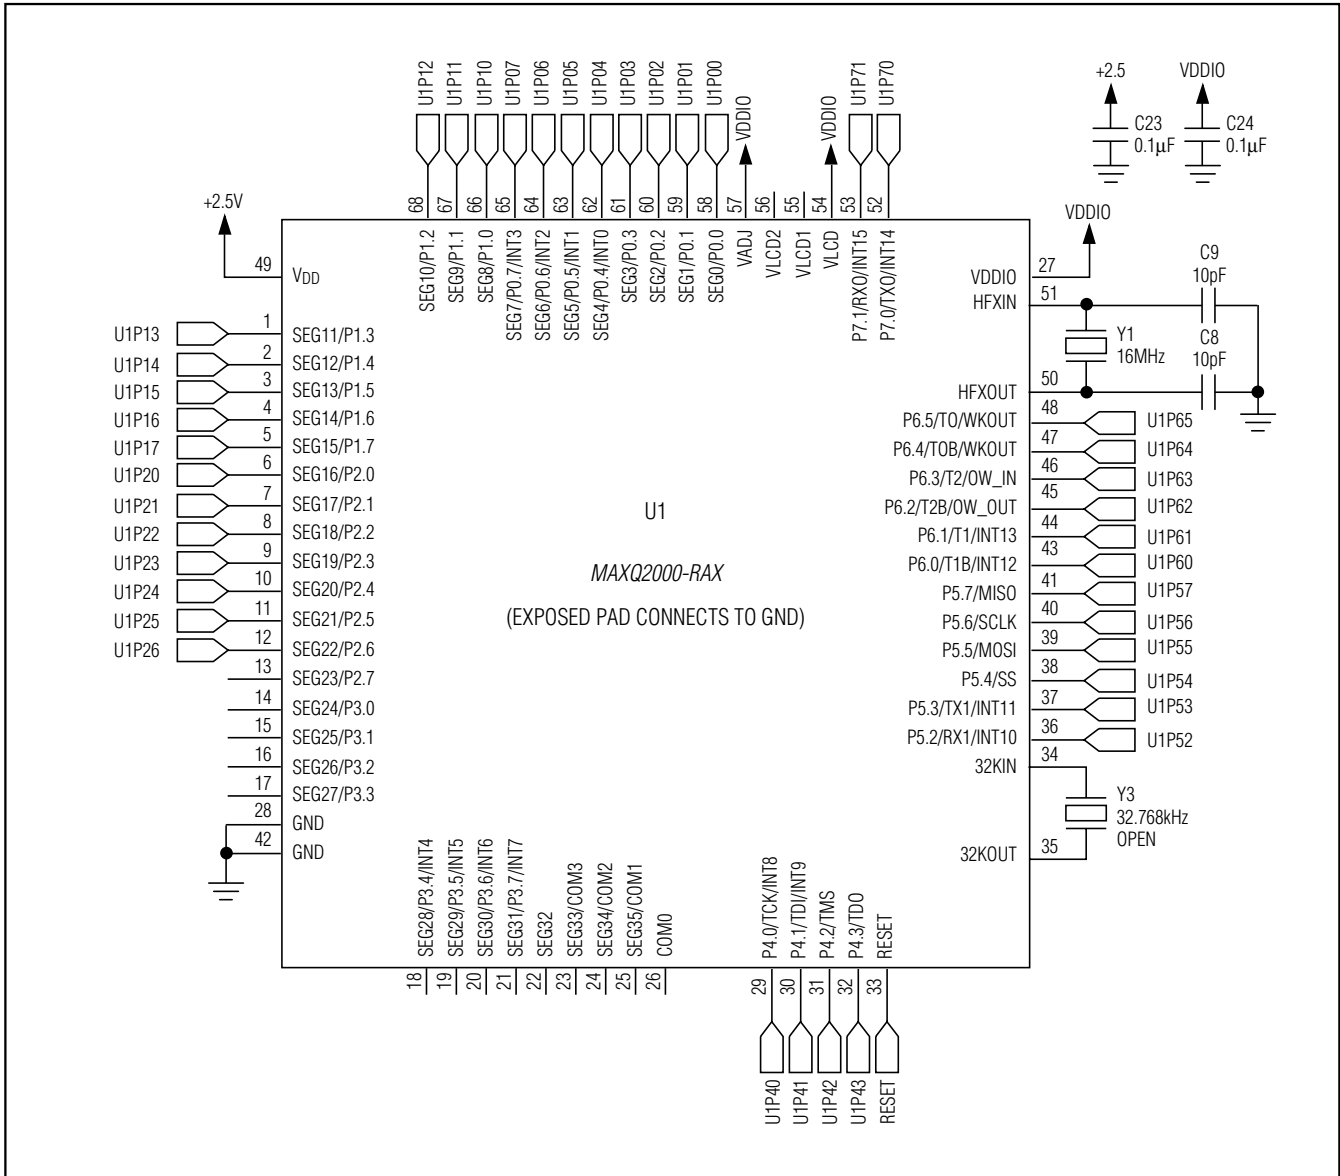 U1P12
U1P11
U1P10
U1P07
U1P06
U1P05
U1P04
U1P03
U1P02
U1P01
U1P00
VDDIO
VDDIO
U1P71
U1P70
+2.5
C23
0.1μF
VDDIO
C24
0.1μF
68
67
66
65
64
63
62
61
60
59
58
57
56
55
54
53
52
SEG10/P1.2
SEG9/P1.1
SEG8/P1.0
SEG7/P0.7/INT3
SEG6/P0.6/INT2
SEG5/P0.5/INT1
SEG4/P0.4/INT0
SEG3/P0.3
SEG2/P0.2
SEG1/P0.1
SEG0/P0.0
VADJ
VLCD2
VLCD1
VLCD
P7.1/RX0/INT15
P7.0/TX0/INT14
+2.5V
49 VDD
U1P13 1 SEG11/P1.3
U1P14 2 SEG12/P1.4
U1P15 3 SEG13/P1.5
U1P16 4 SEG14/P1.6
U1P17 5 SEG15/P1.7
U1P20 6 SEG16/P2.0
U1P21 7 SEG17/P2.1
U1P22 8 SEG18/P2.2
U1P23 9 SEG19/P2.3
U1P24 10 SEG20/P2.4
U1P25 11 SEG21/P2.5
U1P26 12 SEG22/P2.6
13 SEG23/P2.7
14 SEG24/P3.0
15 SEG25/P3.1
16 SEG26/P3.2
17 SEG27/P3.3
28 GND
42 GND
U1
MAXQ2000-RAX
(EXPOSED PAD CONNECTS TO GND)
VDDIO
VDDIO 27
HFXIN 51
C9
10pF
Y1
16MHz
C8
10pF
HFXOUT 50
P6.5/TO/WKOUT 48 U1P65
P6.4/TOB/WKOUT 47 U1P64
P6.3/T2/OW_IN 46 U1P63
P6.2/T2B/OW_OUT 45 U1P62
P6.1/T1/INT13 44 U1P61
P6.0/T1B/INT12 43 U1P60
P5.7/MISO 41 U1P57
P5.6/SCLK 40 U1P56
P5.5/MOSI 39 U1P55
P5.4/SS 38 U1P54
P5.3/TX1/INT11 37 U1P53
P5.2/RX1/INT10 36 U1P52
32KIN 34
Y3
32.768kHz
OPEN
32KOUT 35
SEG28/P3.4/INT4
SEG29/P3.5/INT5
SEG30/P3.6/INT6
SEG31/P3.7/INT7
SEG32
SEG33/COM3
SEG34/COM2
SEG35/COM1
COM0
P4.0/TCK/INT8
P4.1/TDI/INT9
P4.2/TMS
P4.3/TDO
RESET
18
19
20
21
22
23
24
25
26
29
30
31
32
33
U1P40
U1P41
U1P42
U1P43
RESET